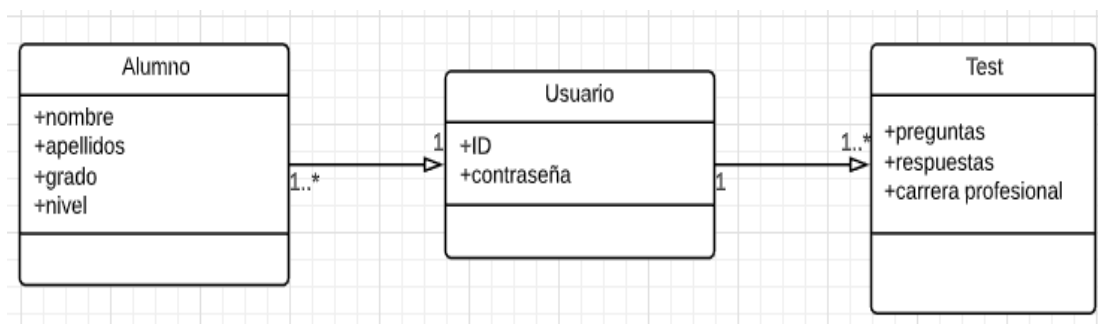 Alumno
+nombre
+apellidos
+grado
+nivel
1..*
1
Usuario
+ID
+contraseña
1
1..*
Test
+preguntas
+respuestas
+carrera profesional